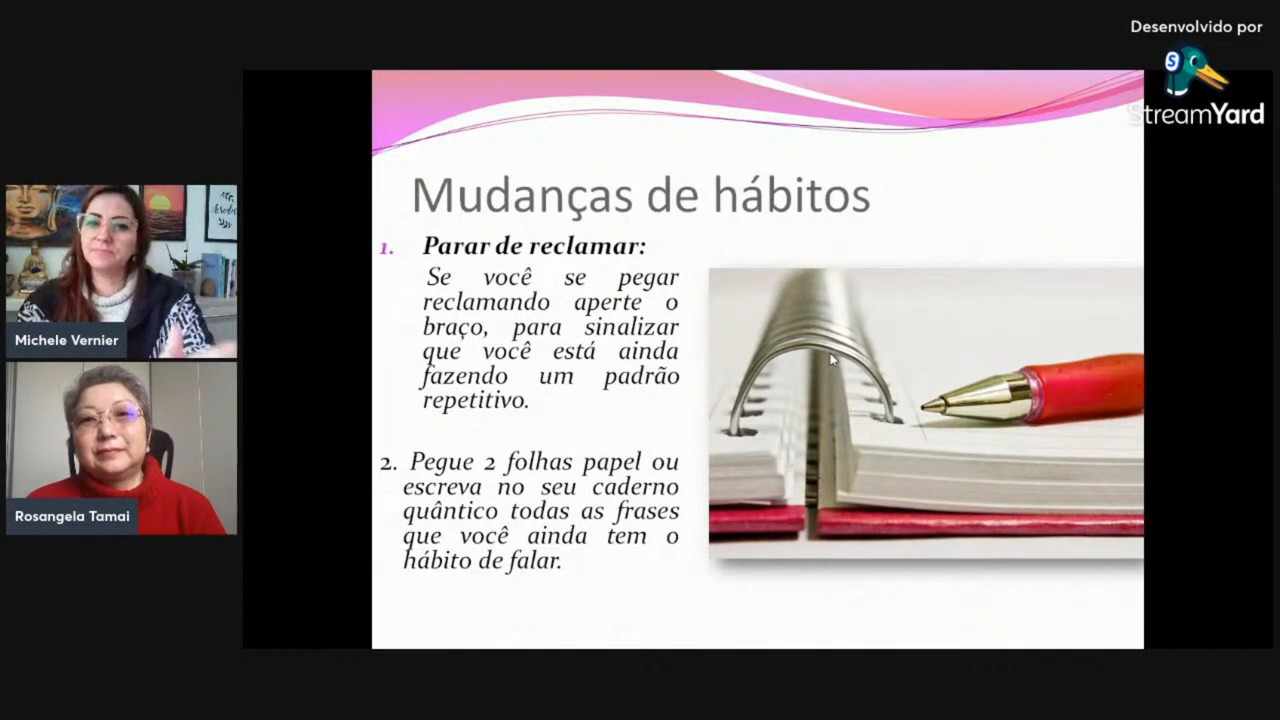 Desenvolvido por
StreamYard
Mudanças de hábitos
1. Parar de reclamar:
Se você se pegar
reclamando aperte o
braço, para sinalizar
que você está ainda
fazendo um padrão
repetitivo.
2. Pegue 2 folhas papel ou
escreva no seu caderno
quântico todas as frases
que você ainda tem o
hábito de falar.
Michele Vernier
Rosangela Tamai